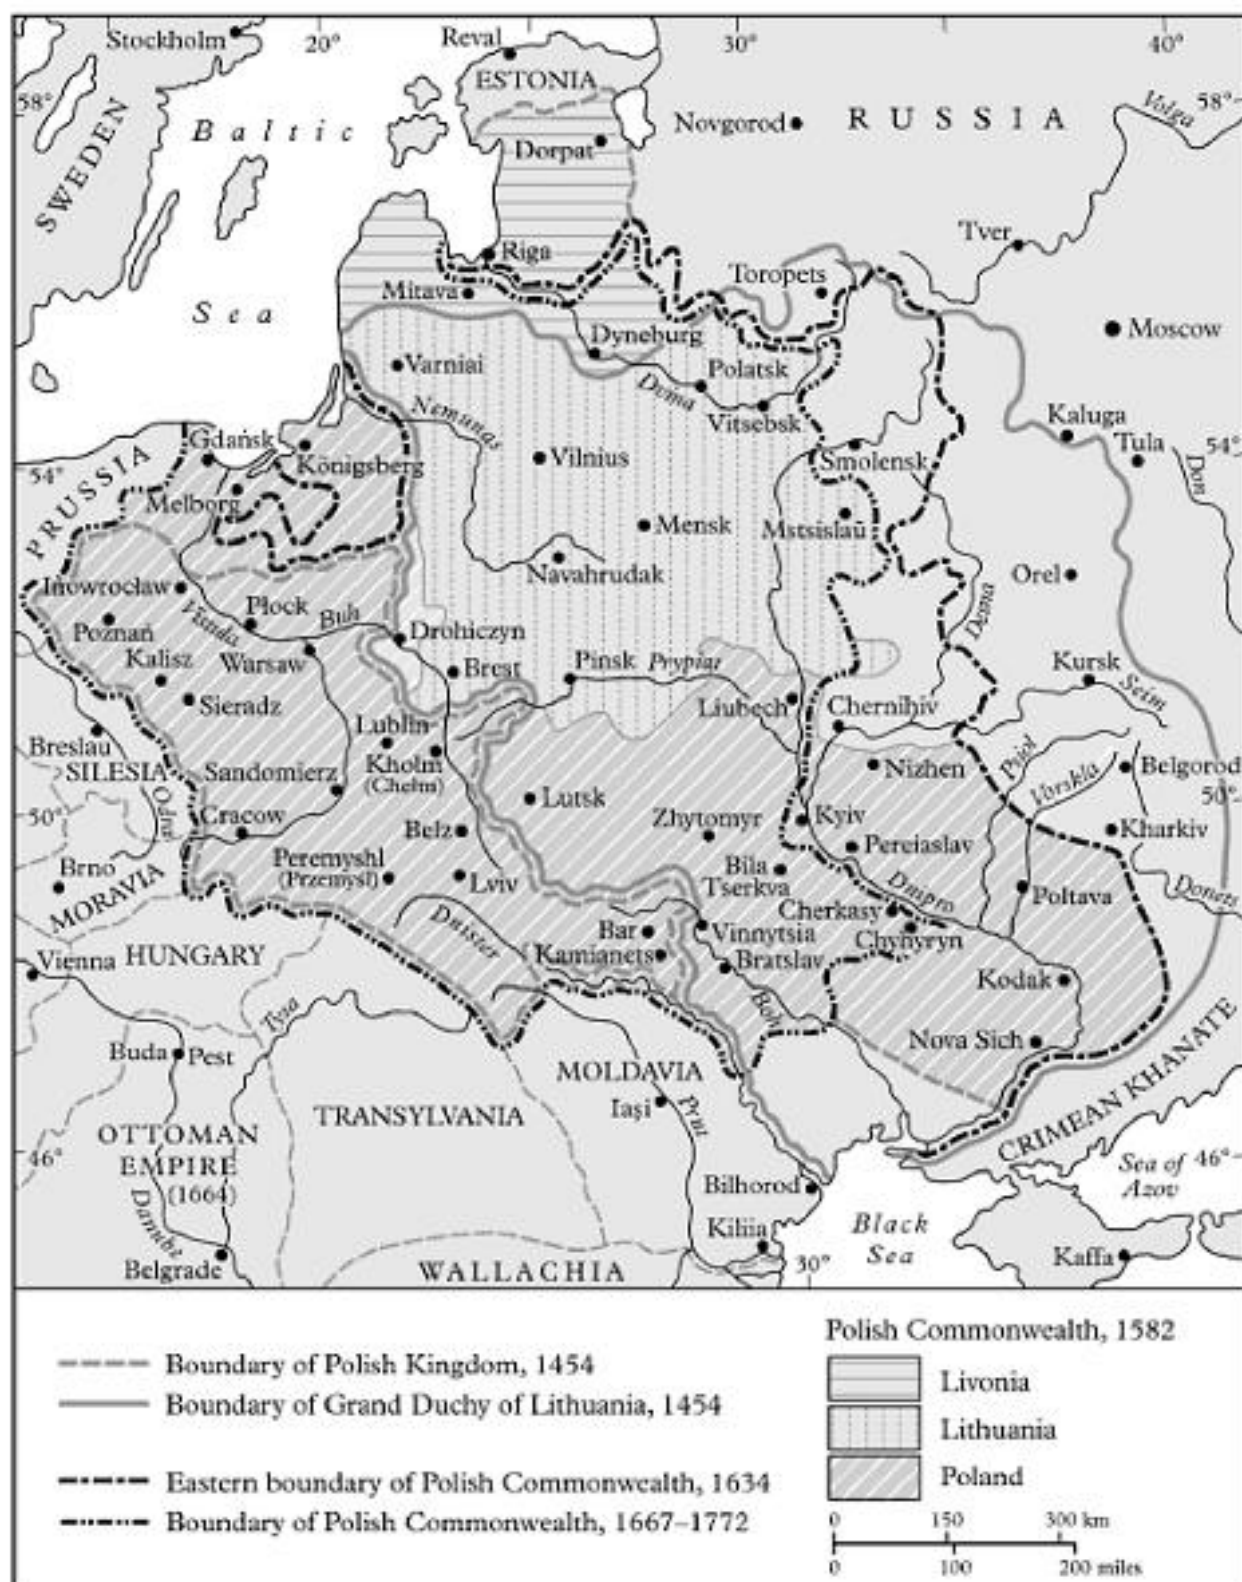 Stockholm
20°
Reval
30°
40°
ESTONIA
58°
SWEDEN
Baltic
Sea
Novgorod
RUSSIA
Volga
58°
Dorpat
Tver
Riga
Toropets
Mitava
Moscow
Dyneburg
Varniai
Polatsk
Dvina
Vitsebsk
Nemunas
Kaluga
Tula
54°
Gdańsk
Königsberg
Vilnius
Smolensk
54°
Don
PRUSSIA
Melborg
Mensk
Mstsislaŭ
Navahrudak
Orel
Inowrocław
Płock
Buh
Vistula
Drohiczyn
Poznań
Kalisz
Warsaw
Brest
Pinsk
Prypiat
Desna
Kursk
Seim
Sieradz
Liubech
Chernihiv
Breslau
Lublin
SILESIA
Sandomierz
Kholm
(Chełm)
Nizhen
Psiol
Vorskla
Belgorod
50°
Odra
Lutsk
50°
Cracow
Belz
Zhytomyr
Kyiv
Kharkiv
Brno
Peremyshl
(Przemyśl)
Lviv
Bila
Tserkva
Pereiaslav
Poltava
Donets
MORAVIA
Dnister
Dnipro
Cherkasy
Bar
Vinnytsia
Chyhyryn
HUNGARY
Vienna
Kamianets
Bratslav
Kodak
Tysa
Boh
Nova Sich
Buda
Pest
MOLDAVIA
CRIMEAN KHANATE
TRANSYLVANIA
Iaşi
Prut
OTTOMAN
EMPIRE
(1664)
46°
Sea of
Azov
46°
Danube
Bilhorod
Black
Sea
Kiliia
Belgrade
WALLACHIA
30°
Kaffa
Boundary of Polish Kingdom, 1454
Boundary of Grand Duchy of Lithuania, 1454
Eastern boundary of Polish Commonwealth, 1634
Boundary of Polish Commonwealth, 1667–1772
Polish Commonwealth, 1582
Livonia
Lithuania
Poland
0 150 300 km
0 100 200 miles